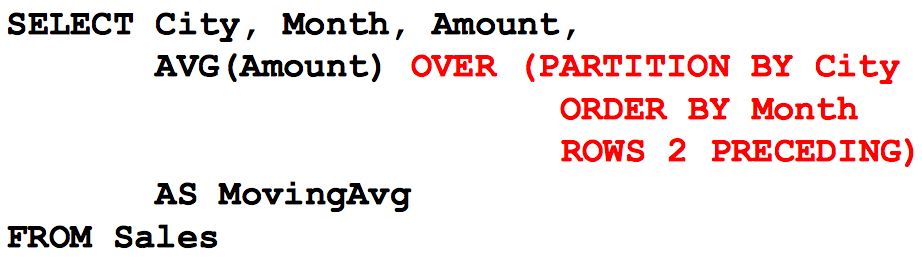 SELECT City, Month, Amount,
AVG(Amount) OVER (PARTITION BY City
ORDER BY Month
ROWS 2 PRECEDING)
AS MovingAvg
FROM Sales